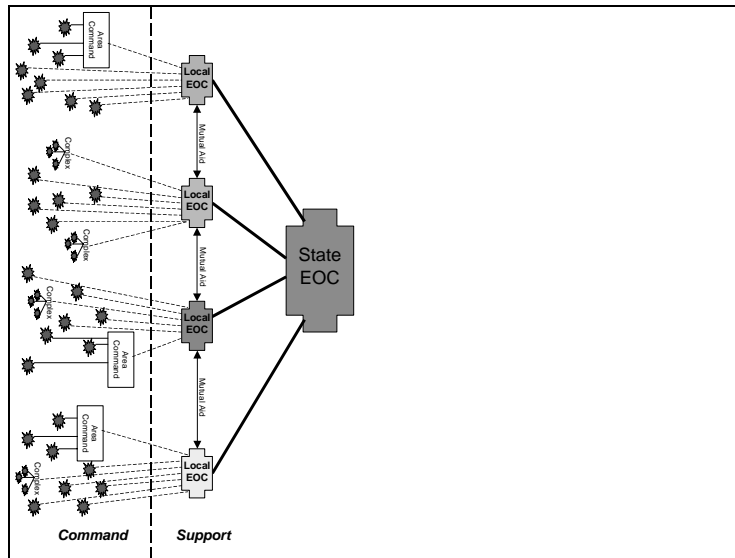 Area
Command
Local
EOC
Mutual Aid
Complex
Local
EOC
Complex
Mutual Aid
State
EOC
Complex
Local
EOC
Area
Command
Mutual Aid
Area
Command
Local
EOC
Complex
Command
Support